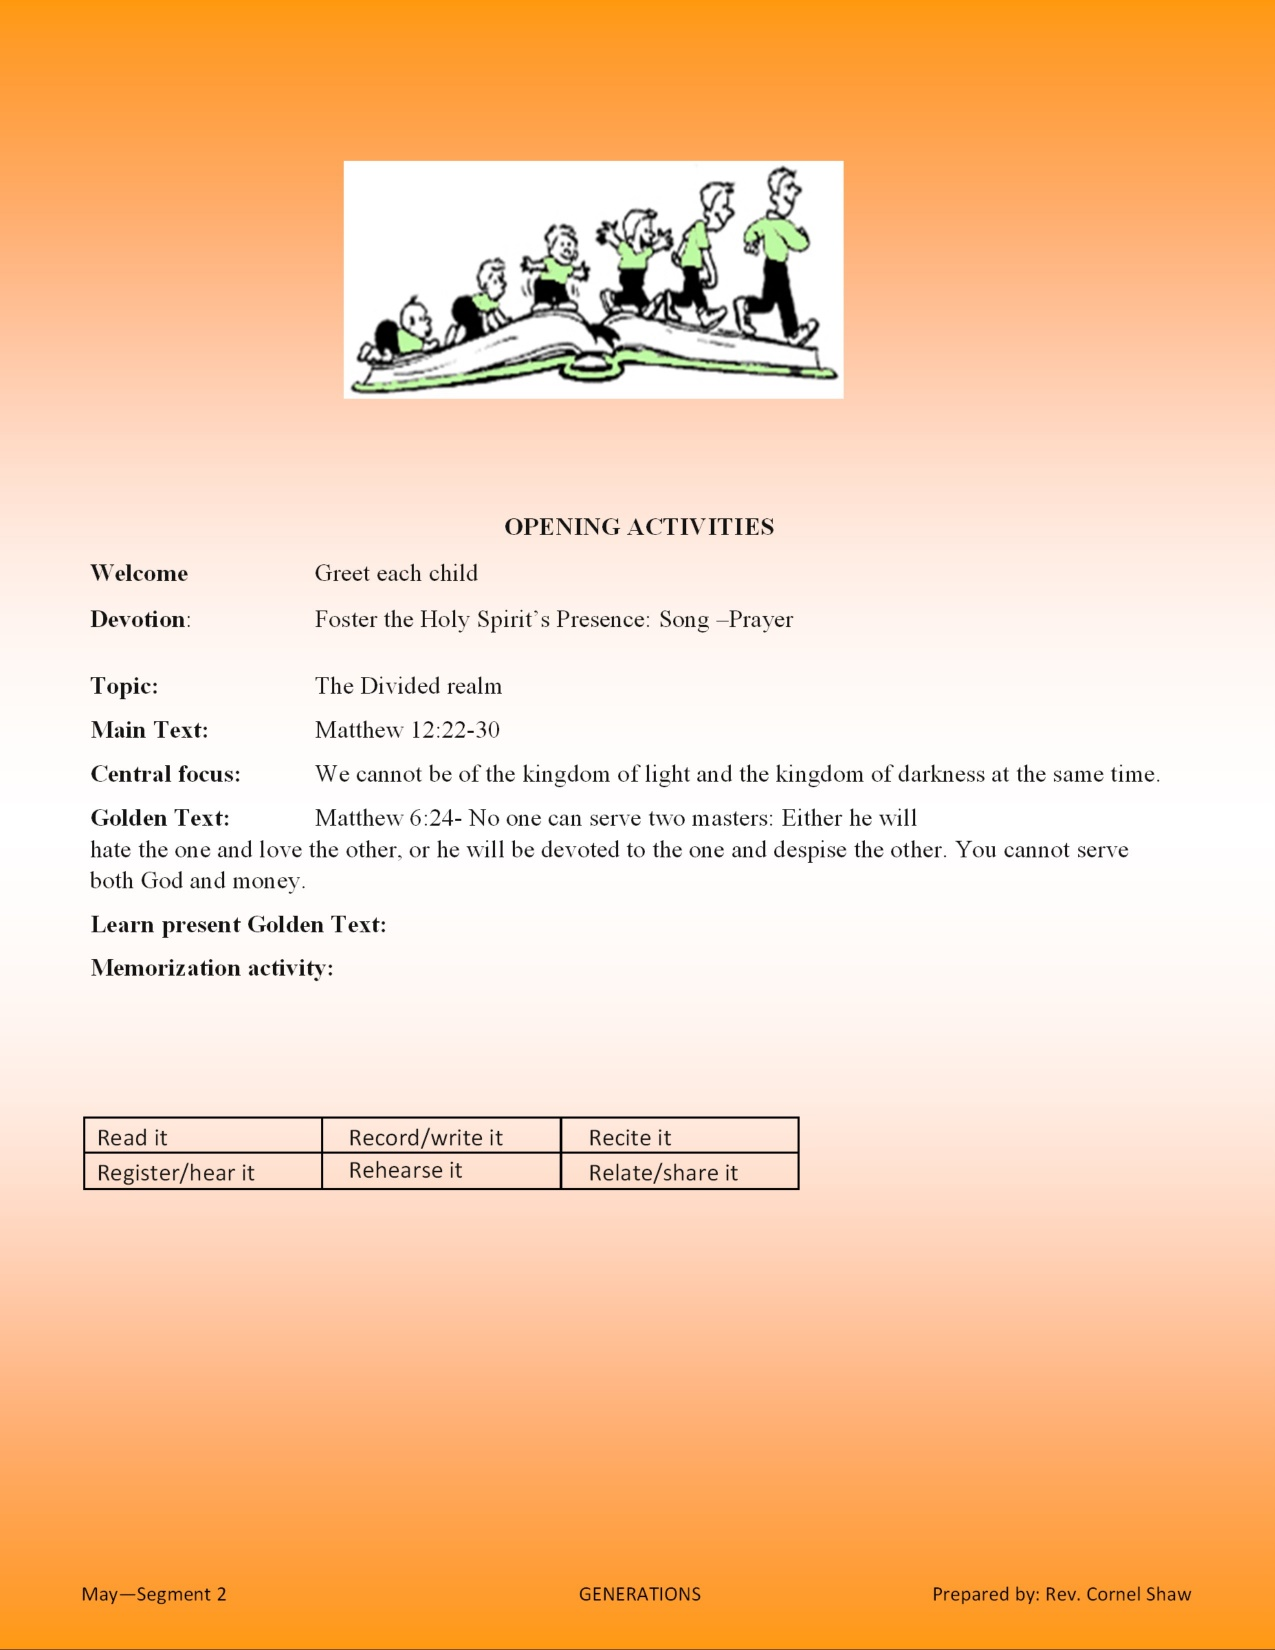 OPENING ACTIVITIES
Welcome Greet each child
Devotion: Foster the Holy Spirit’s Presence: Song –Prayer
Topic: The Divided realm
Main Text: Matthew 12:22-30
Central focus: We cannot be of the kingdom of light and the kingdom of darkness at the same time.
Golden Text: Matthew 6:24- No one can serve two masters: Either he will
hate the one and love the other, or he will be devoted to the one and despise the other. You cannot serve
both God and money.
Learn present Golden Text:
Memorization activity:
Read it Record/write it Recite it
Register/hear it Rehearse it Relate/share it
May—Segment 2 GENERATIONS Prepared by: Rev. Cornel Shaw